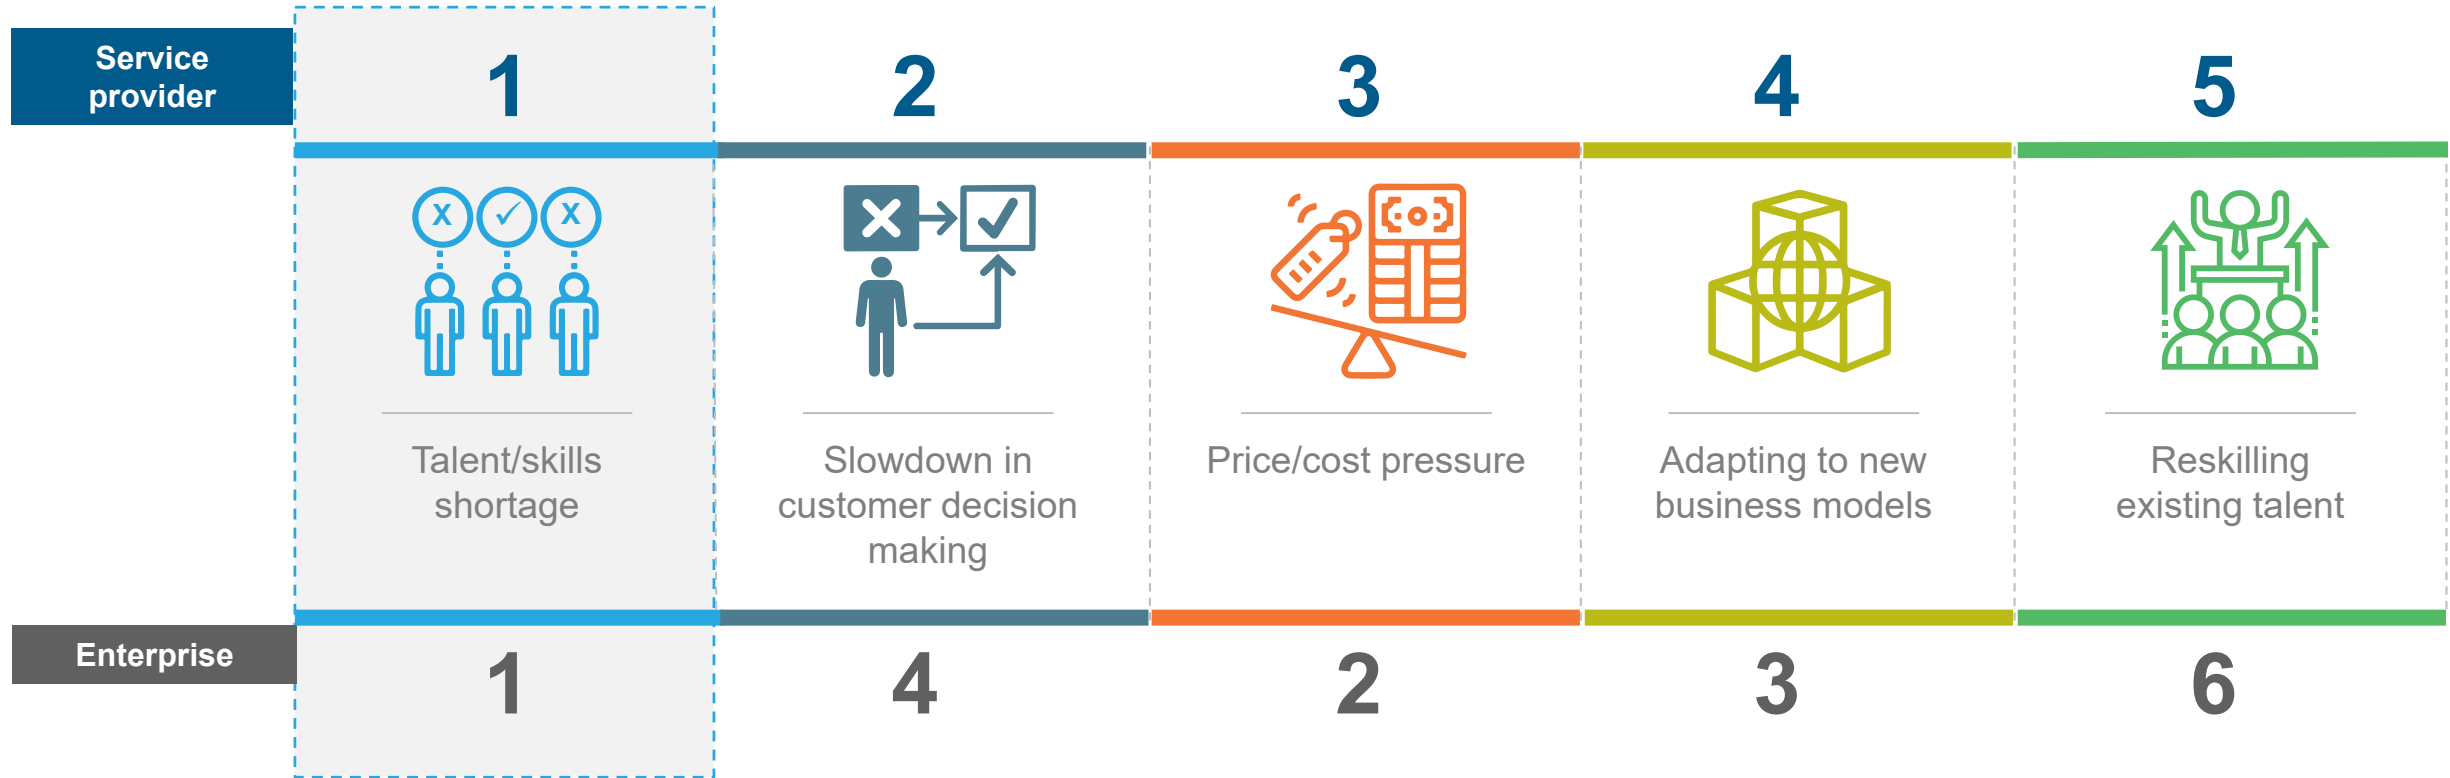 Service
provider
1
2
3
4
5
X
✓
X
Talent/skills
shortage
Slowdown in
customer decision
making
Price/cost pressure
Adapting to new
business models
Reskilling
existing talent
Enterprise
1
4
2
3
6